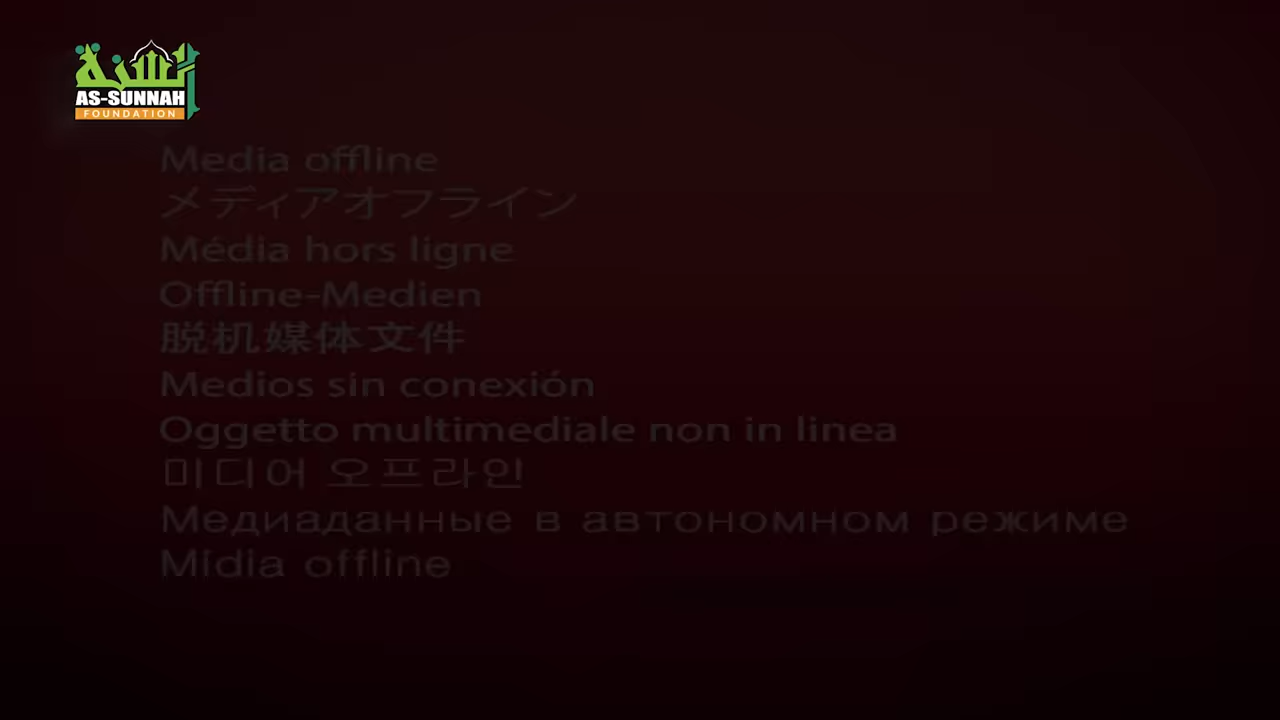 السنة
AS-SUNNAH
FOUNDATION
Media offline
メディアオフライン
Média hors ligne
Offline-Medien
脱机媒体文件
Medios sin conexión
Oggetto multimediale non in linea
미디어 오프라인
Медиаданные в автономном режиме
Mídia offline